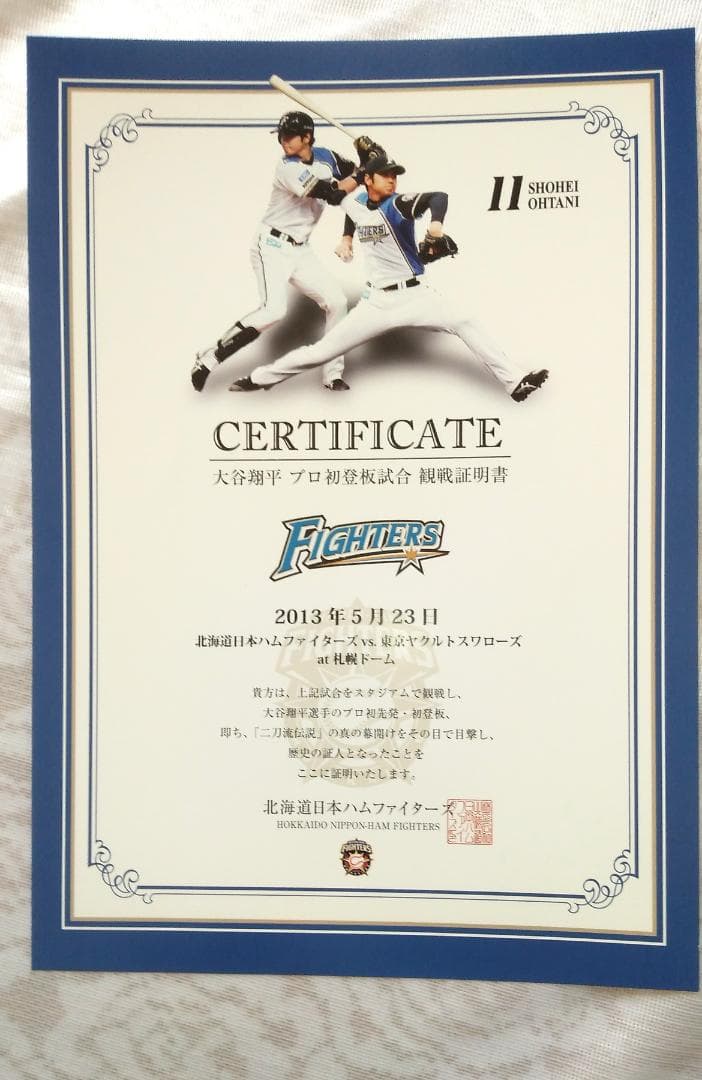 11 SHOHEI
OHTANI
FIGHTERS
CERTIFICATE
大谷翔平 プロ初登板試合 観戦証明書
FIGHTERS
2013年5月23日
北海道日本ハムファイターズ vs. 東京ヤクルトスワローズ
at 札幌ドーム
貴方は、上記試合をスタジアムで観戦し、
大谷翔平選手のプロ初先発・初登板、
即ち、『二刀流伝説』の真の幕開けをその目で目撃し、
歴史の証人となったことを
ここに証明いたします。
北海道日本ハムファイターズ
HOKKAIDO NIPPON-HAM FIGHTERS
FIGHTERS